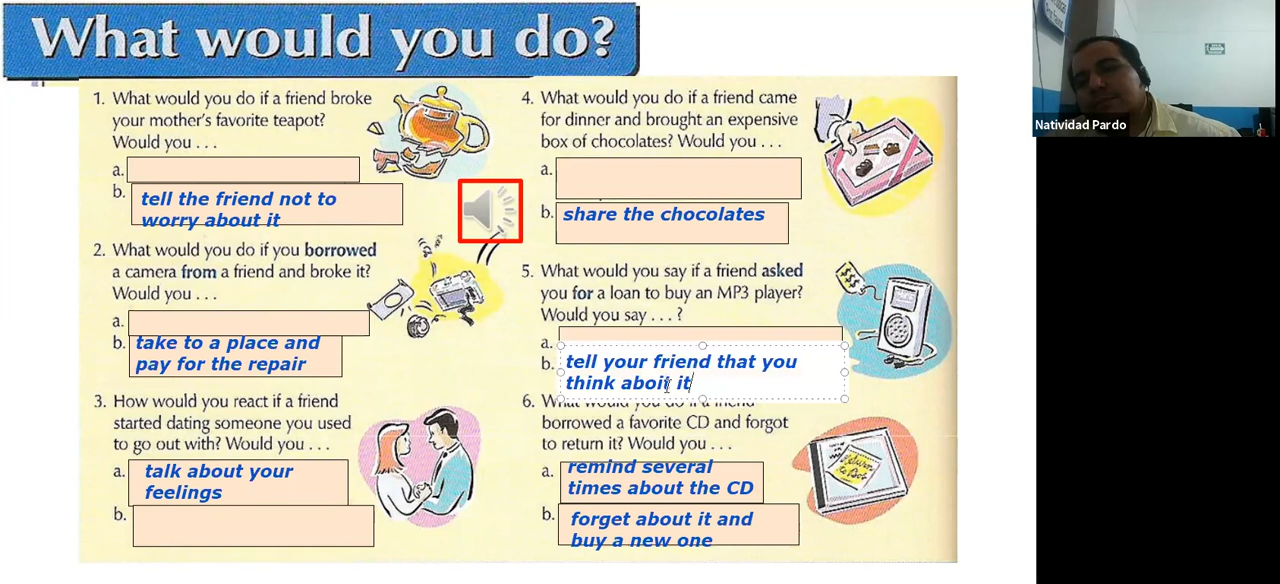 What would you do?
1. What would you do if a friend broke
your mother's favorite teapot?
Would you . . .
a.
b. tell the friend not to
worry about it
2. What would you do if you borrowed
a camera from a friend and broke it?
Would you . . .
a.
b. take to a place and
pay for the repair
3. How would you react if a friend
started dating someone you used
to go out with? Would you . . .
a. talk about your
feelings
b.
4. What would you do if a friend came
for dinner and brought an expensive
box of chocolates? Would you . . .
a.
b. share the chocolates
5. What would you say if a friend asked
you for a loan to buy an MP3 player?
Would you say . . . ?
a.
b. tell your friend that you
think aboit it
6. What would you do if a friend
borrowed a favorite CD and forgot
to return it? Would you . . .
a. remind several
times about the CD
b. forget about it and
buy a new one
Natividad Pardo